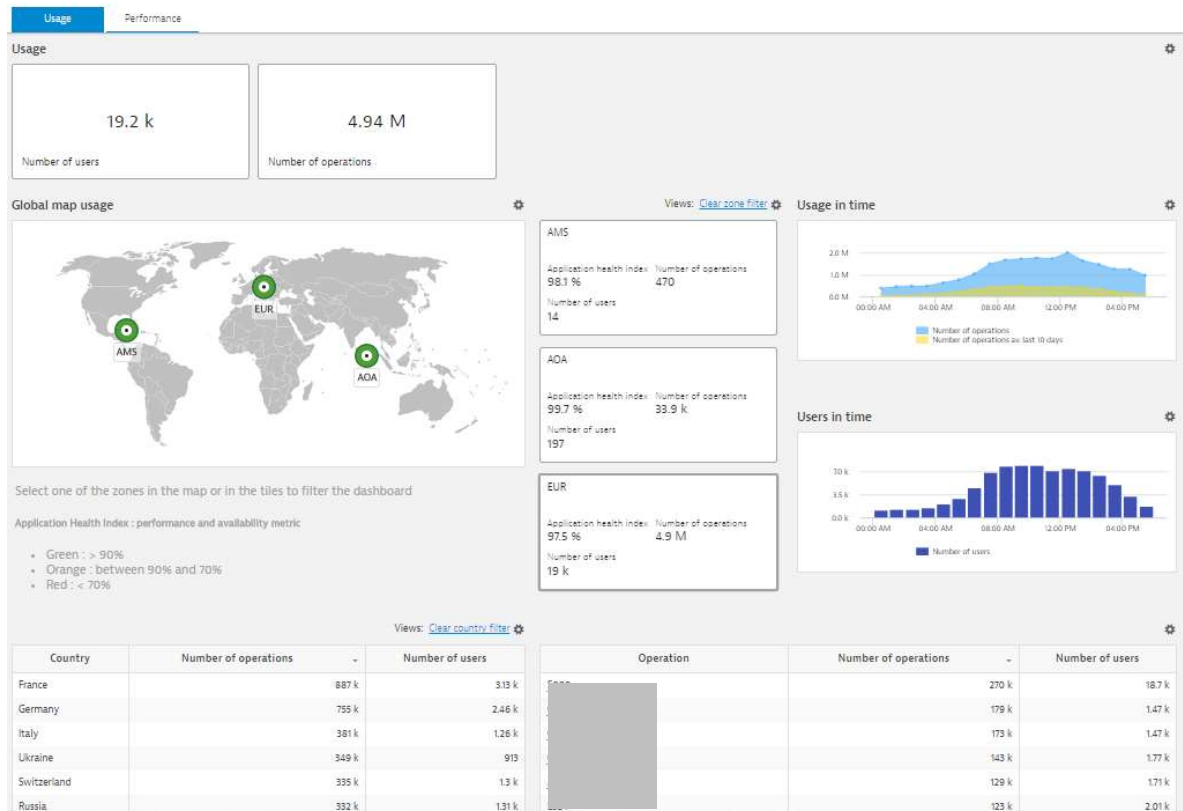 Usage Performance
Usage
19.2 k
Number of users
4.94 M
Number of operations
Global map usage
EUR
AMS
AOA
Select one of the zones in the map or in the tiles to filter the dashboard
Application Health Index : performance and availability metric
Green : > 90%
Orange : between 90% and 70%
Red : < 70%
Views: Clear zone filter
AMS
Application health index Number of operations
98.1 % 470
Number of users
14
AOA
Application health index Number of operations
99.7 % 33.9 k
Number of users
197
EUR
Application health index Number of operations
97.5 % 4.9 M
Number of users
19 k
Usage in time
2.0 M
1.0 M
0.0 M
00:00 AM 04:00 AM 08:00 AM 12:00 PM 04:00 PM
Number of operations
Number of operations av. last 10 days
Users in time
7.0 k
3.5 k
0.0 k
00:00 AM 04:00 AM 08:00 AM 12:00 PM 04:00 PM
Number of users
Views: Clear country filter
Country Number of operations Number of users
France 887 k 3.13 k
Germany 755 k 2.46 k
Italy 381 k 1.26 k
Ukraine 349 k 913
Switzerland 335 k 1.3 k
Russia 332 k 1.31 k
Operation Number of operations Number of users
270 k 18.7 k
179 k 1.47 k
173 k 1.47 k
143 k 1.77 k
129 k 1.71 k
123 k 2.01 k